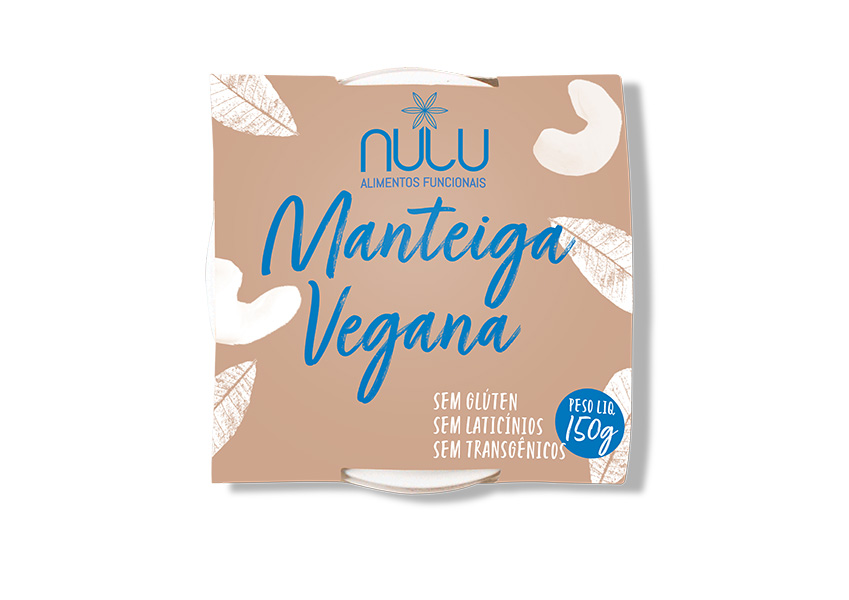 nulu
ALIMENTOS FUNCIONAIS
Manteiga
Vegana
SEM GLÚTEN
SEM LATICÍNIOS
SEM TRANSGÊNICOS
PESO LIQ.
150g